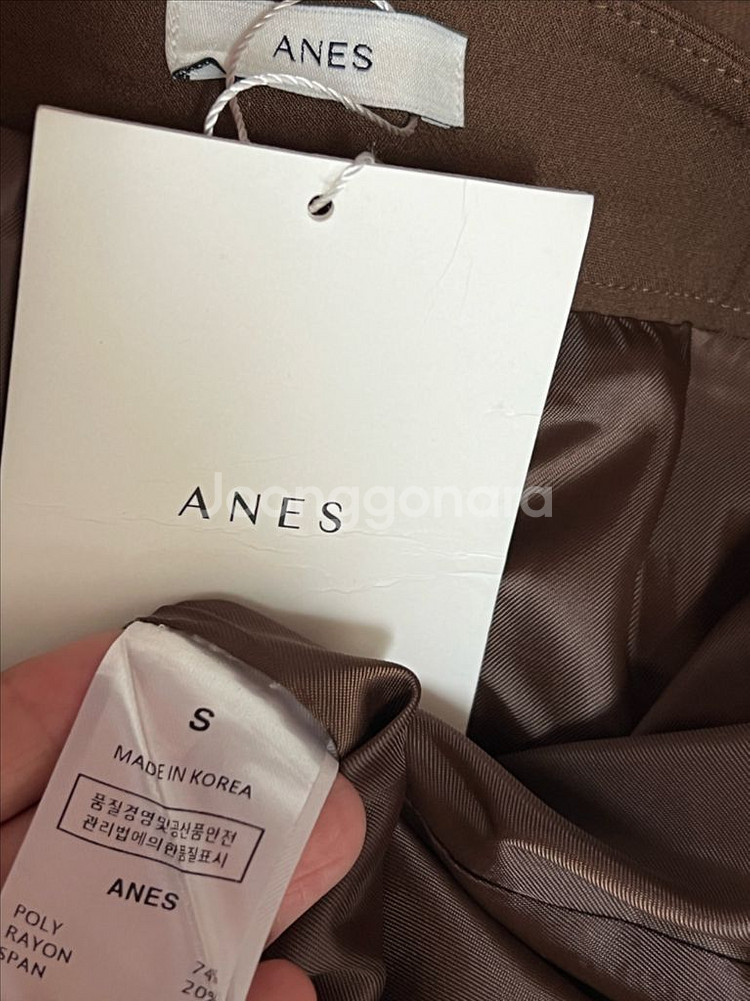 ANES
ANES
Joonggonara
S
MADE IN KOREA
품질경영및공산품안전
관리법에의한품질표시
ANES
POLY
RAYON
SPAN
74%
20%